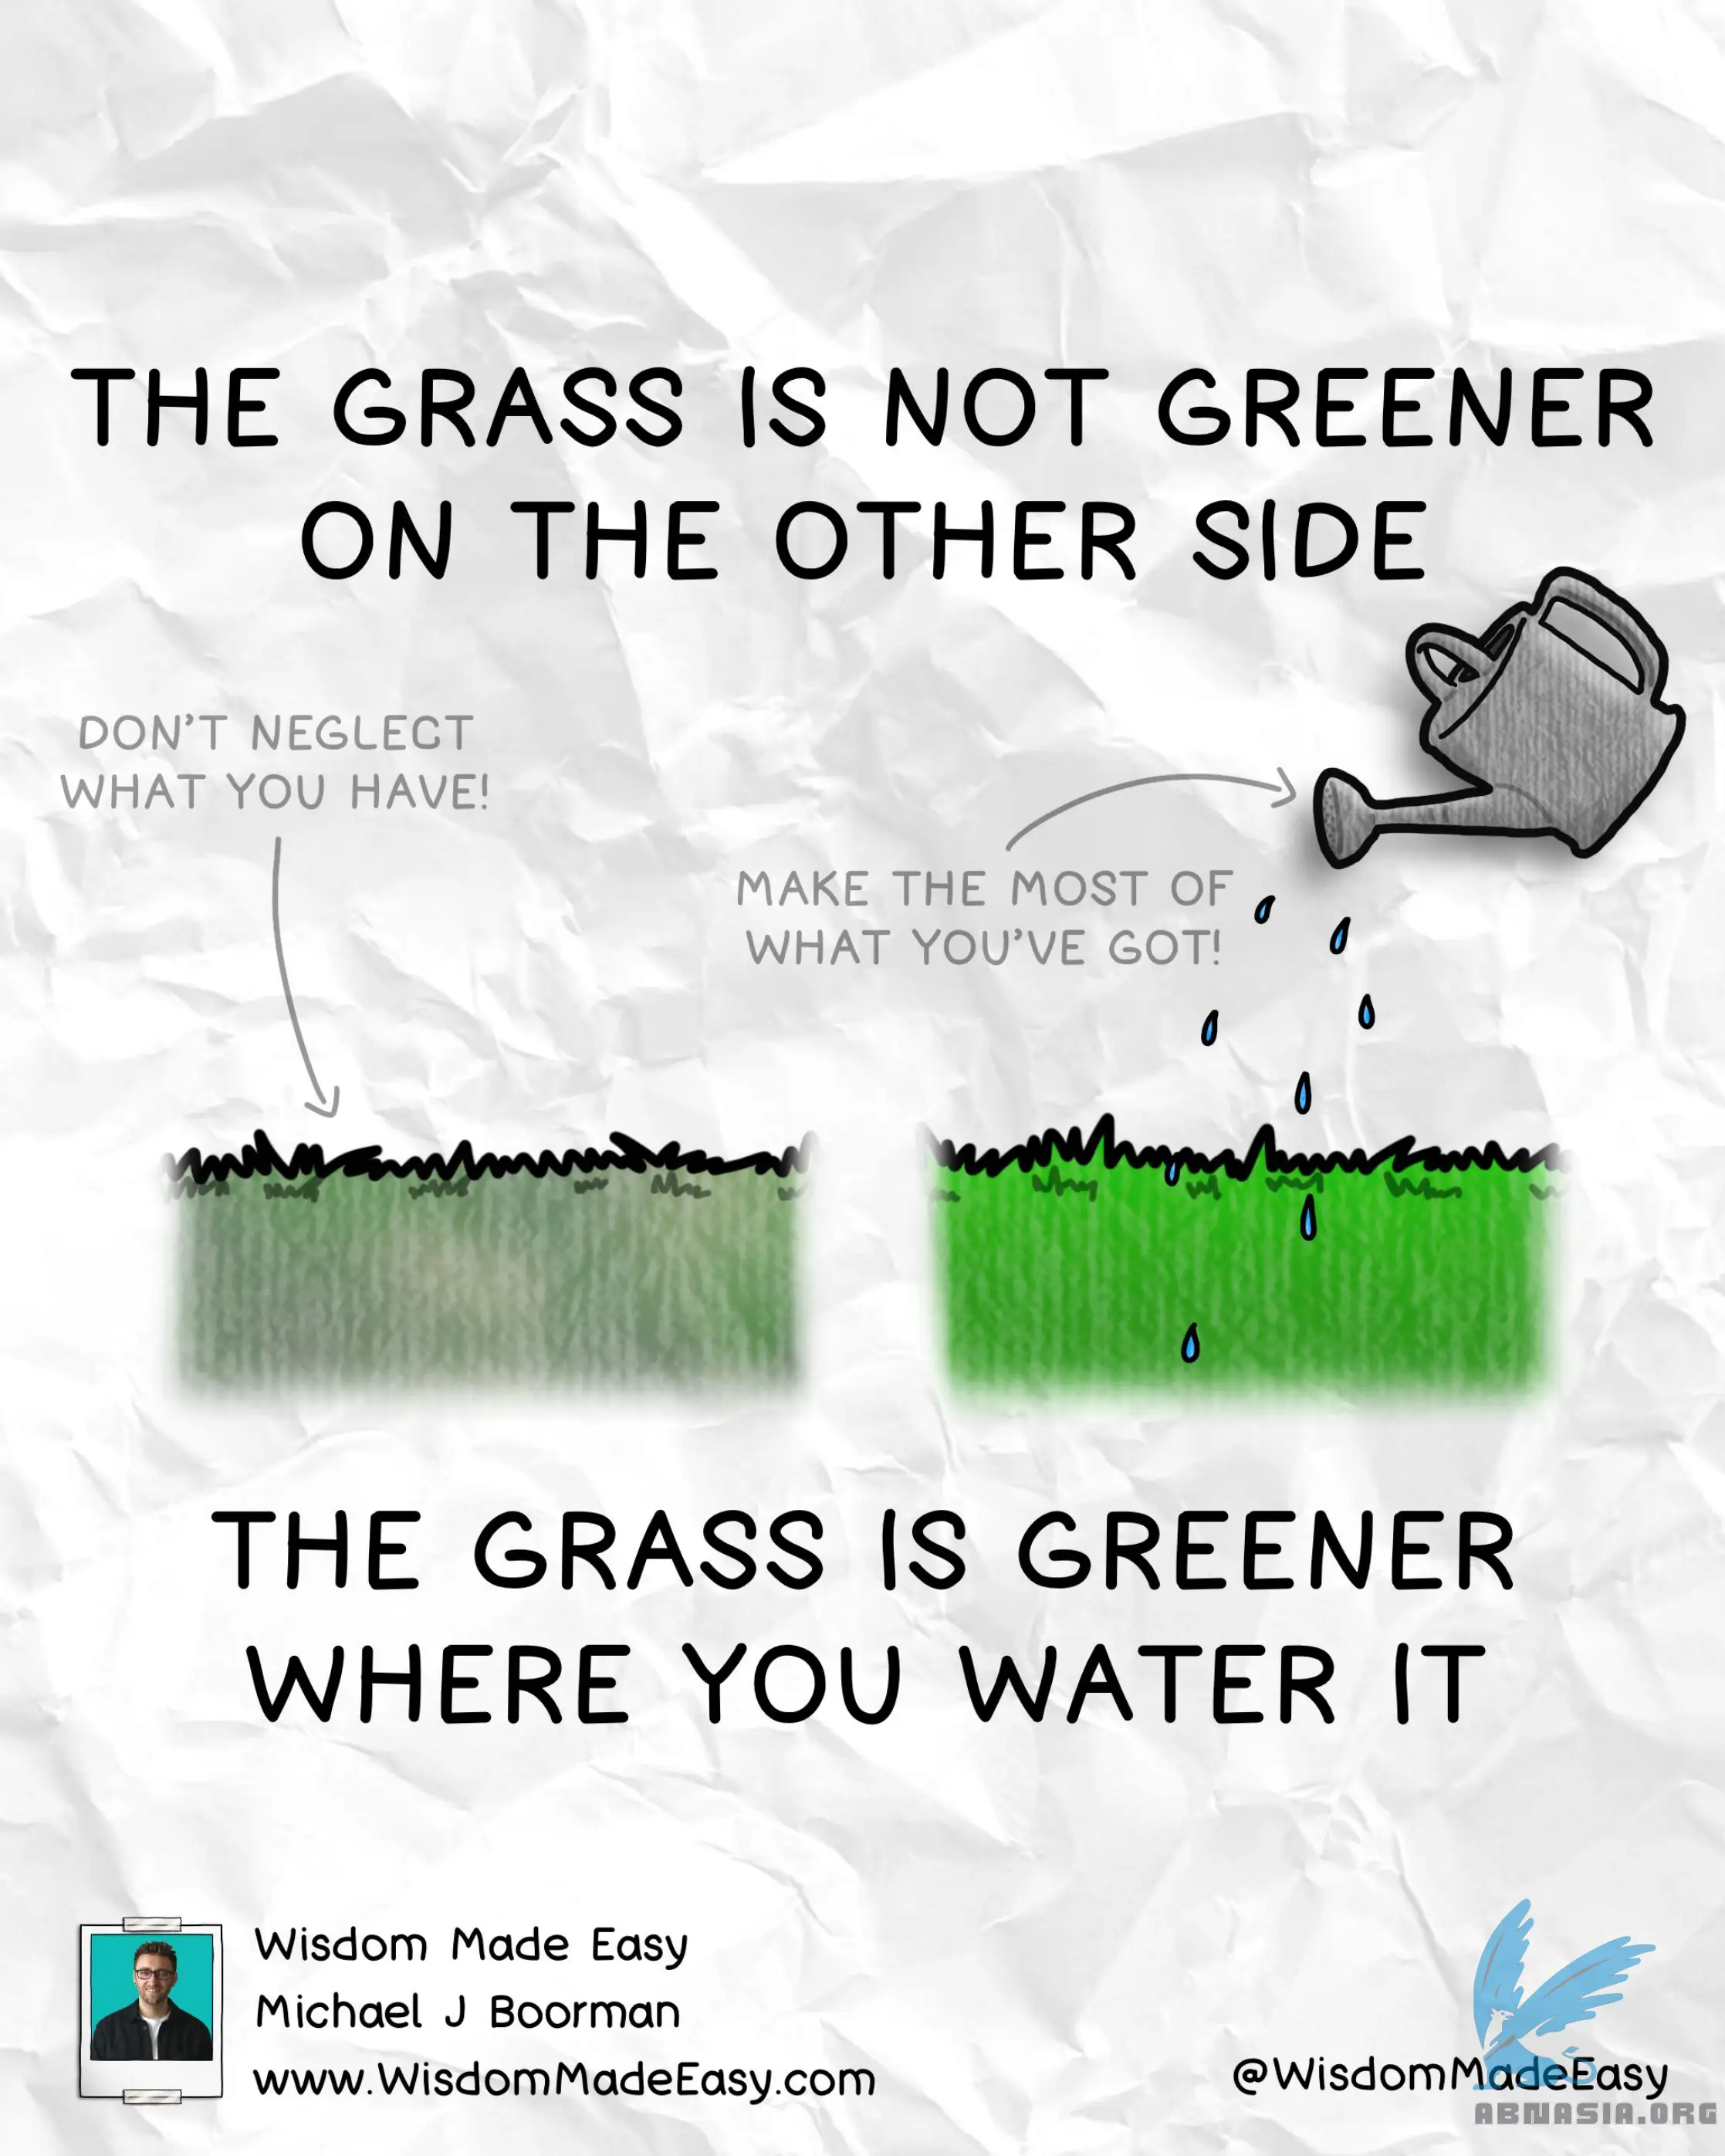 THE GRASS IS NOT GREENER
ON THE OTHER SIDE
DON'T NEGLECT
WHAT YOU HAVE!
MAKE THE MOST OF
WHAT YOU'VE GOT!
THE GRASS IS GREENER
WHERE YOU WATER IT
Wisdom Made Easy
Michael J Boorman
www.WisdomMadeEasy.com
@WisdomMadeEasy
ABNASIA.ORG